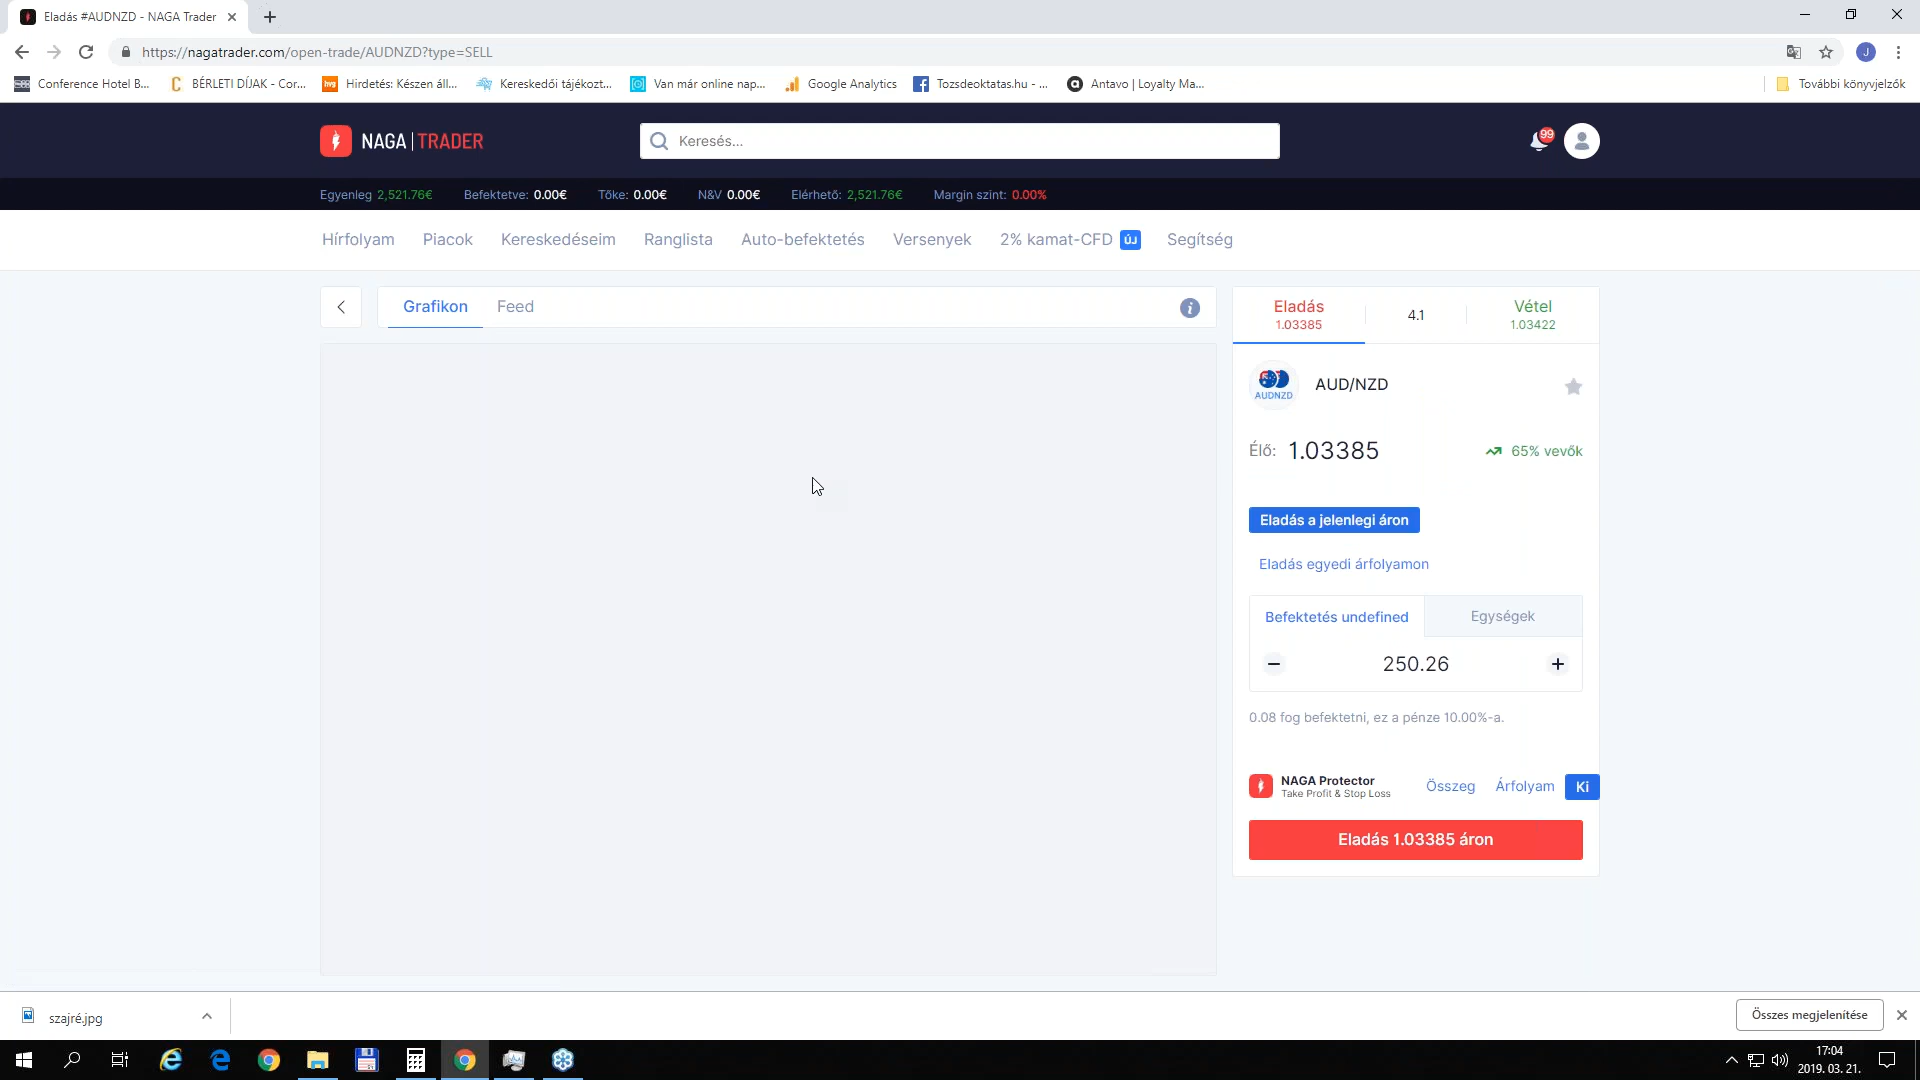 Eladás #AUDNZD - NAGA Trader
https://nagatrader.com/open-trade/AUDNZD?type=SELL
J
Conference Hotel B...
BÉRLETI DÍJAK - Cor...
hvg
Hirdetés: Készen áll...
Kereskedői tájékozt...
Van már online nap...
Google Analytics
Tozsdeoktatas.hu - ...
Antavo | Loyalty Ma...
További könyvjelzők
NAGA | TRADER
Keresés...
99
Egyenleg 2,521.76€
Befektetve: 0.00€
Tőke: 0.00€
N&V 0.00€
Elérhető: 2,521.76€
Margin szint: 0.00%
Hírfolyam
Piacok
Kereskedéseim
Ranglista
Auto-befektetés
Versenyek
2% kamat-CFD ÚJ
Segítség
Grafikon
Feed
Eladás
1.03385
4.1
Vétel
1.03422
AUDNZD
AUD/NZD
Élő: 1.03385
65% vevők
Eladás a jelenlegi áron
Eladás egyedi árfolyamon
Befektetés undefined
Egységek
250.26
0.08 fog befektetni, ez a pénze 10.00%-a.
NAGA Protector
Take Profit & Stop Loss
Összeg
Árfolyam
Ki
Eladás 1.03385 áron
szajré.jpg
Összes megjelenítése
17:04
2019. 03. 21.